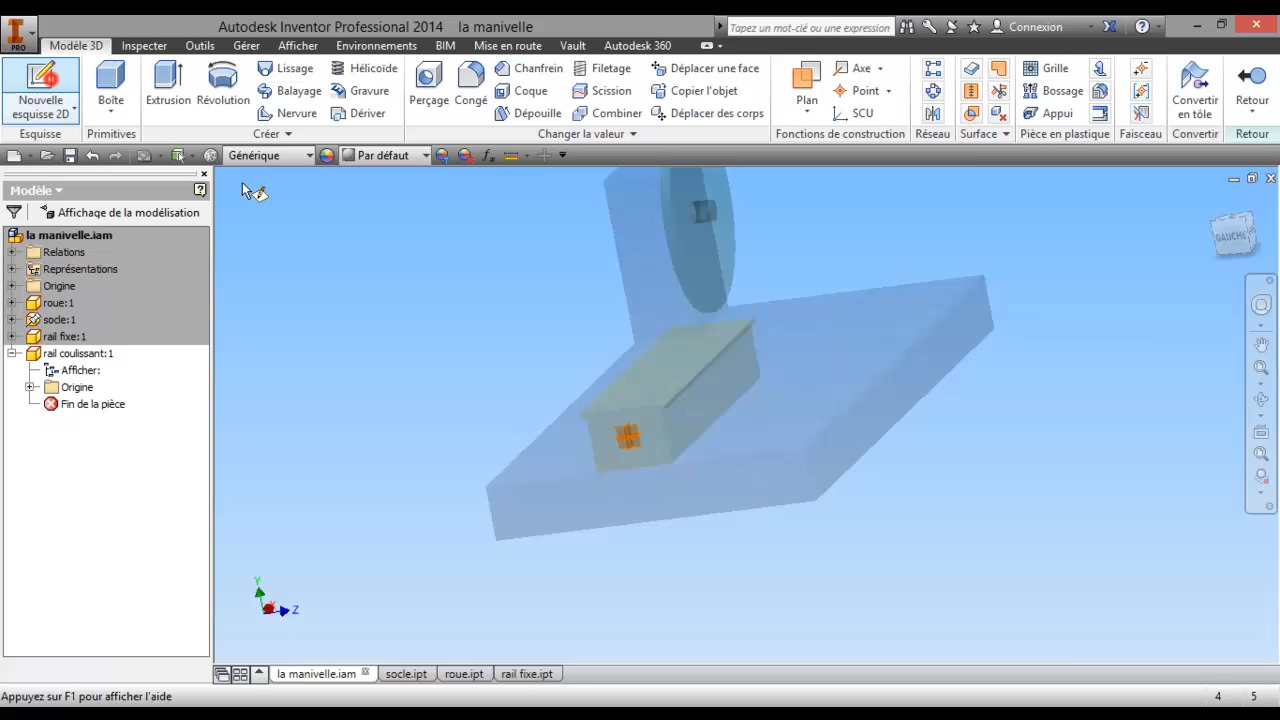 Autodesk Inventor Professional 2014 la manivelle
Tapez un mot-clé ou une expression
Connexion
PRO
Modèle 3D Inspecter Outils Gérer Afficher Environnements BIM Mise en route Vault Autodesk 360
Nouvelle
esquisse 2D
Boîte
Extrusion
Révolution
Lissage
Hélicoïde
Balayage
Gravure
Nervure
Dériver
Perçage
Congé
Chanfrein
Filetage
Déplacer une face
Coque
Scission
Copier l'objet
Dépouille
Combiner
Déplacer des corps
Plan
Axe
Point
SCU
Grille
Bossage
Appui
Convertir
en tôle
Retour
Esquisse
Primitives
Créer
Changer la valeur
Fonctions de construction
Réseau
Surface
Pièce en plastique
Faisceau
Convertir
Retour
Générique
Par défaut
fx
Modèle
Affichage de la modélisation
la manivelle.iam
Relations
Représentations
Origine
roue:1
socle:1
rail fixe:1
rail coulissant:1
Afficher:
Origine
Fin de la pièce
GAUCHE
Y
X
Z
la manivelle.iam
socle.ipt
roue.ipt
rail fixe.ipt
Appuyez sur F1 pour afficher l'aide
4
5